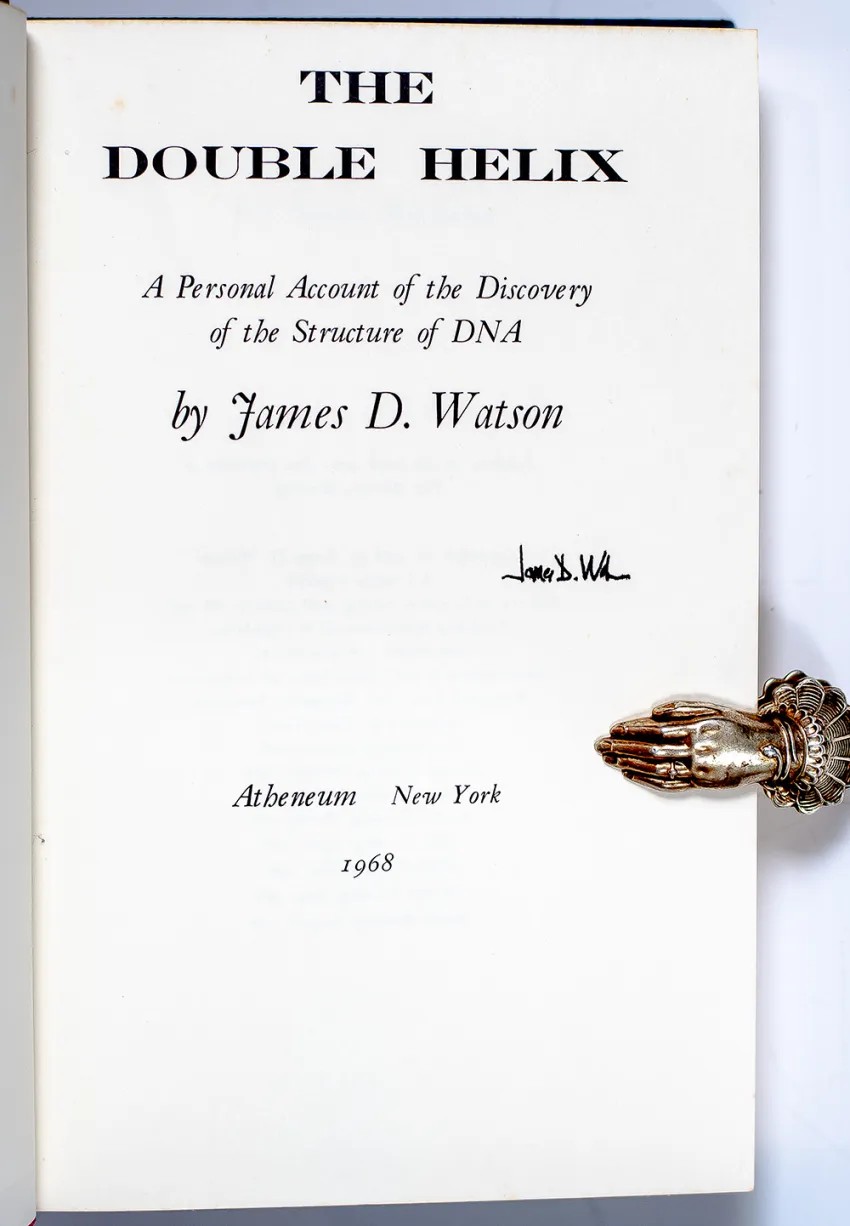 THE
DOUBLE HELIX
A Personal Account of the Discovery
of the Structure of DNA
by James D. Watson
James D. Wat
Atheneum New York
1968